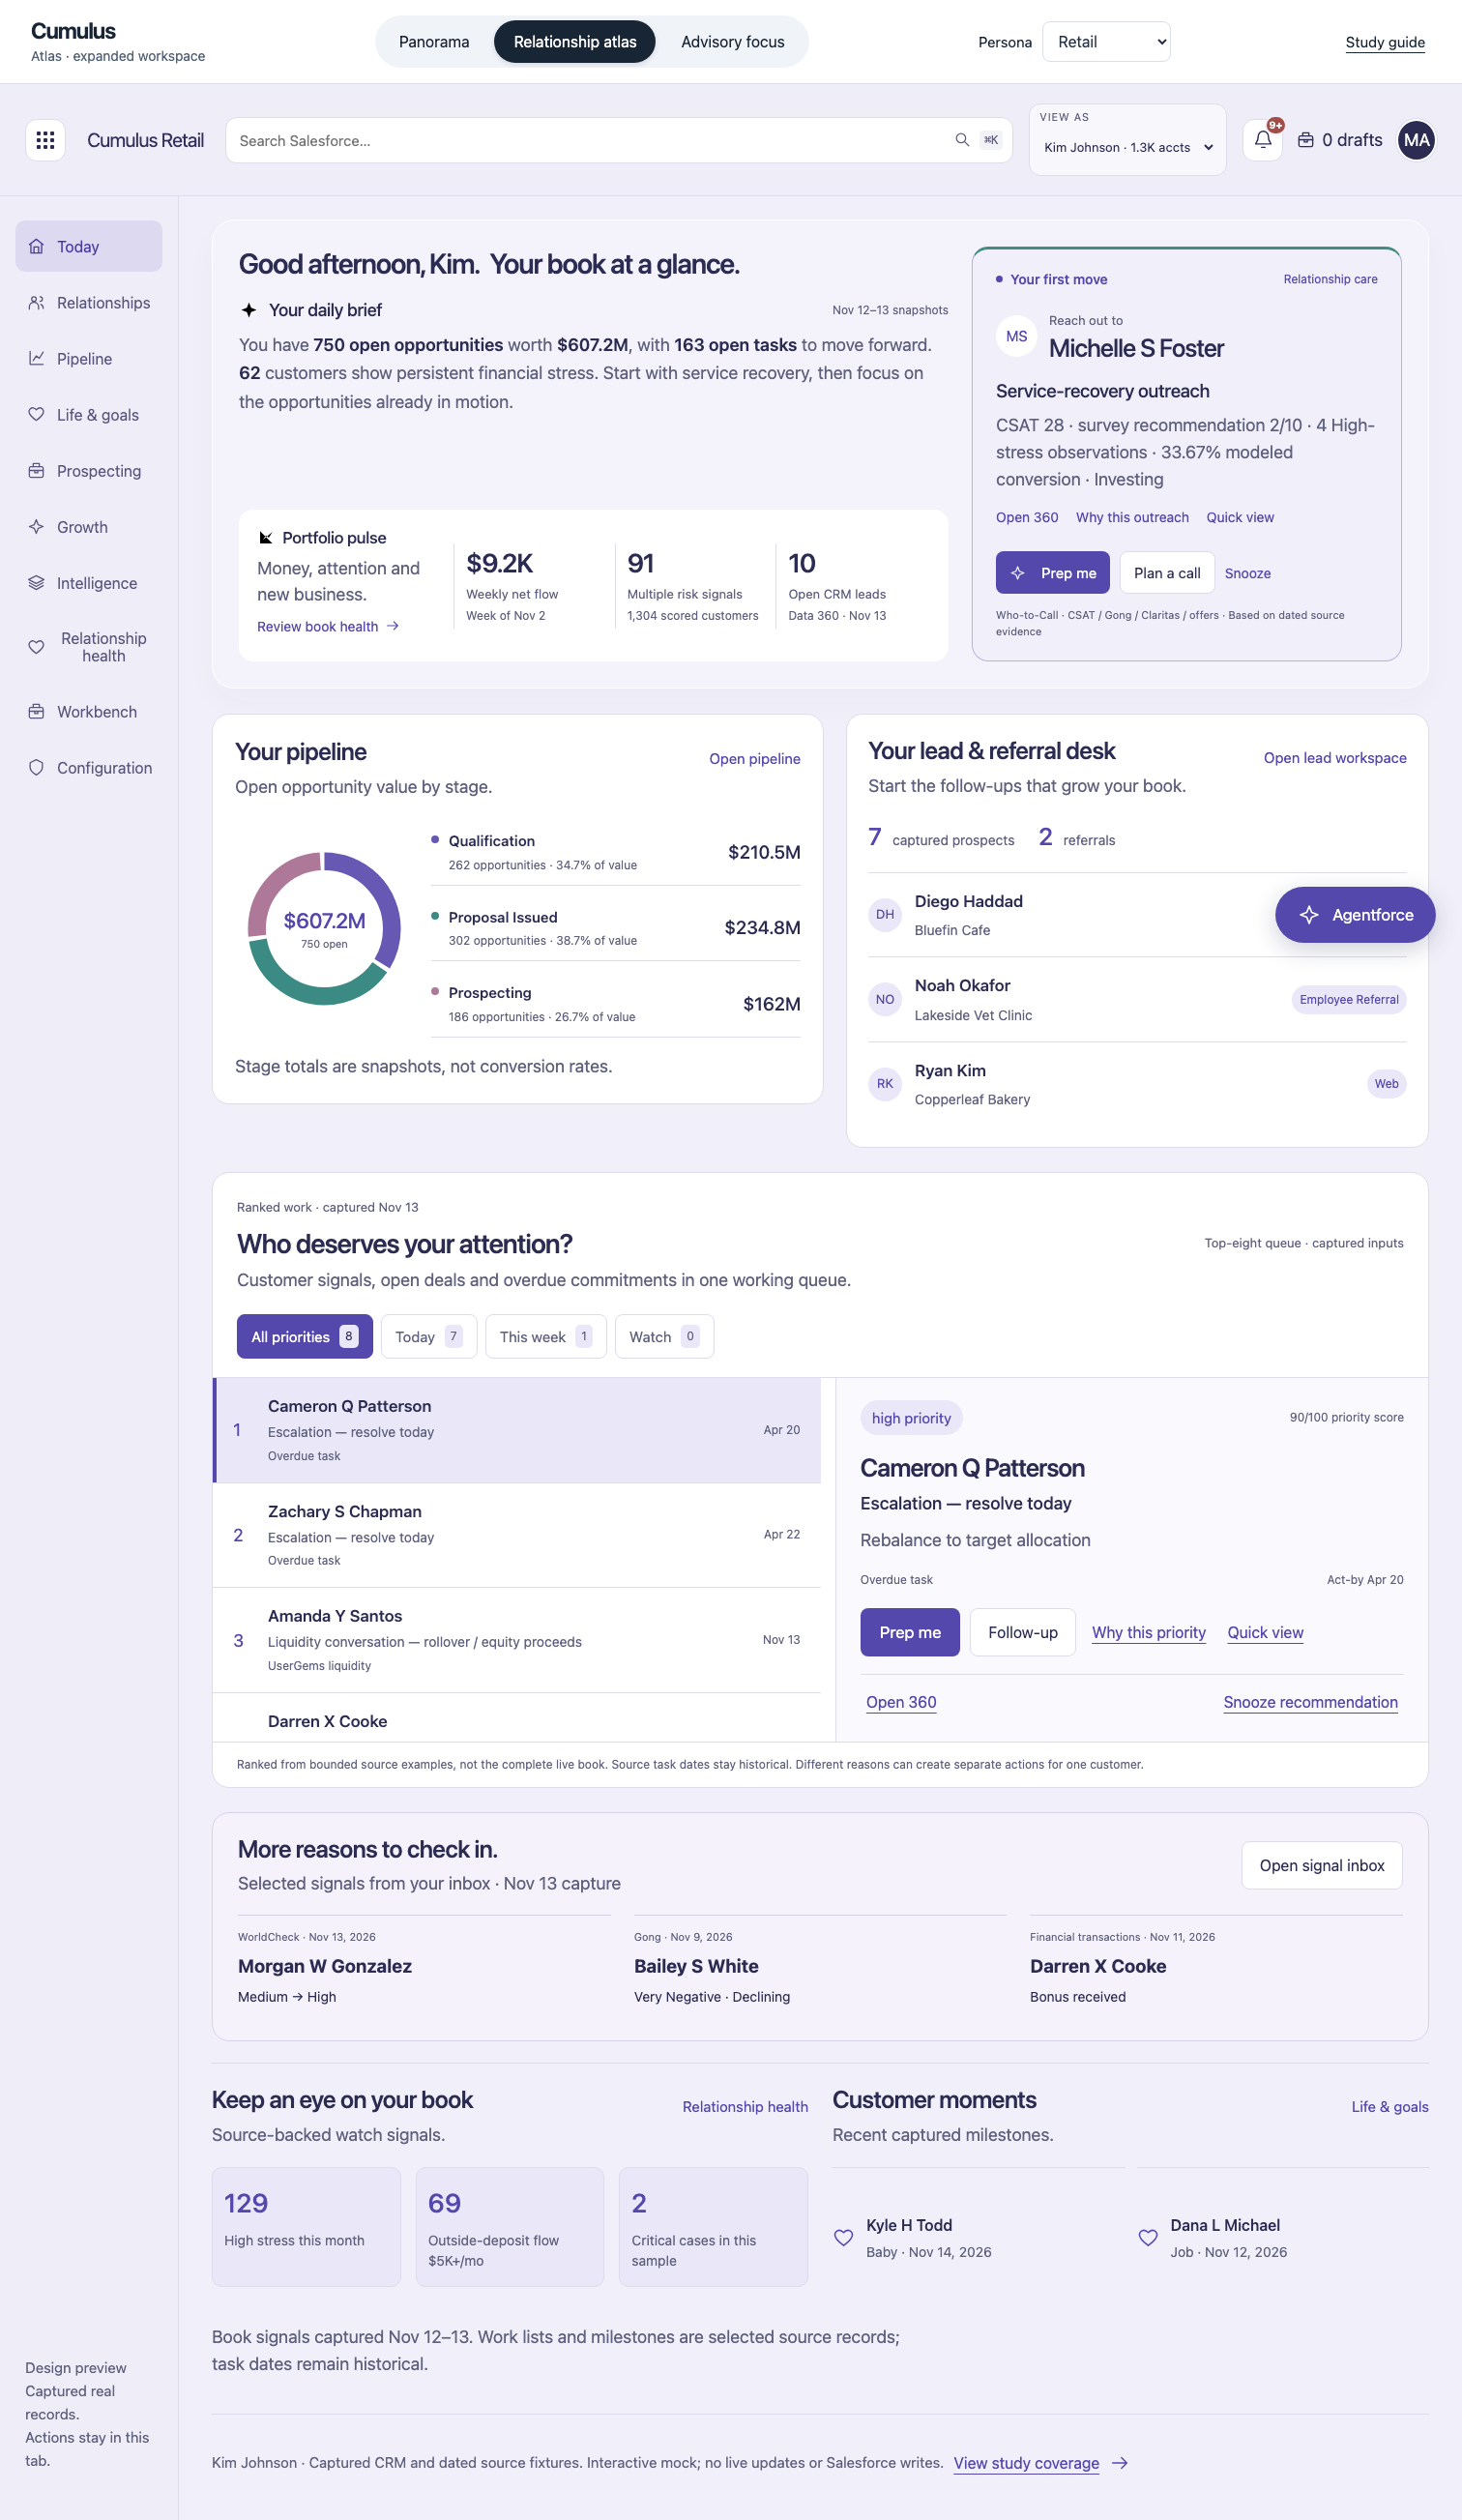 Cumulus
Atlas · expanded workspace
Panorama
Relationship atlas
Advisory focus
Persona
Retail
Study guide
Cumulus Retail
Search Salesforce...
⌘K
VIEW AS
Kim Johnson · 1.3K accts
9+
0 drafts
MA
Today
Relationships
Pipeline
Life & goals
Prospecting
Growth
Intelligence
Relationship
health
Workbench
Configuration
Good afternoon, Kim. Your book at a glance.
Your daily brief
Nov 12–13 snapshots
You have 750 open opportunities worth $607.2M, with 163 open tasks to move forward.
62 customers show persistent financial stress. Start with service recovery, then focus on
the opportunities already in motion.
Portfolio pulse
Money, attention and
new business.
Review book health →
$9.2K
Weekly net flow
Week of Nov 2
91
Multiple risk signals
1,304 scored customers
10
Open CRM leads
Data 360 · Nov 13
Your first move
Relationship care
MS
Reach out to
Michelle S Foster
Service-recovery outreach
CSAT 28 · survey recommendation 2/10 · 4 High-
stress observations · 33.67% modeled
conversion · Investing
Open 360
Why this outreach
Quick view
Prep me
Plan a call
Snooze
Who-to-Call · CSAT / Gong / Claritas / offers · Based on dated source
evidence
Your pipeline
Open pipeline
Open opportunity value by stage.
$607.2M
750 open
Qualification
262 opportunities · 34.7% of value
$210.5M
Proposal Issued
302 opportunities · 38.7% of value
$234.8M
Prospecting
186 opportunities · 26.7% of value
$162M
Stage totals are snapshots, not conversion rates.
Your lead & referral desk
Open lead workspace
Start the follow-ups that grow your book.
7 captured prospects
2 referrals
DH
Diego Haddad
Bluefin Cafe
Agentforce
NO
Noah Okafor
Lakeside Vet Clinic
Employee Referral
RK
Ryan Kim
Copperleaf Bakery
Web
Ranked work · captured Nov 13
Who deserves your attention?
Top-eight queue · captured inputs
Customer signals, open deals and overdue commitments in one working queue.
All priorities 8
Today 7
This week 1
Watch 0
1
Cameron Q Patterson
Escalation — resolve today
Overdue task
Apr 20
2
Zachary S Chapman
Escalation — resolve today
Overdue task
Apr 22
3
Amanda Y Santos
Liquidity conversation — rollover / equity proceeds
UserGems liquidity
Nov 13
Darren X Cooke
high priority
90/100 priority score
Cameron Q Patterson
Escalation — resolve today
Rebalance to target allocation
Overdue task
Act-by Apr 20
Prep me
Follow-up
Why this priority
Quick view
Open 360
Snooze recommendation
Ranked from bounded source examples, not the complete live book. Source task dates stay historical. Different reasons can create separate actions for one customer.
More reasons to check in.
Selected signals from your inbox · Nov 13 capture
Open signal inbox
WorldCheck · Nov 13, 2026
Morgan W Gonzalez
Medium → High
Gong · Nov 9, 2026
Bailey S White
Very Negative · Declining
Financial transactions · Nov 11, 2026
Darren X Cooke
Bonus received
Keep an eye on your book
Relationship health
Source-backed watch signals.
129
High stress this month
69
Outside-deposit flow
$5K+/mo
2
Critical cases in this
sample
Customer moments
Life & goals
Recent captured milestones.
Kyle H Todd
Baby · Nov 14, 2026
Dana L Michael
Job · Nov 12, 2026
Book signals captured Nov 12–13. Work lists and milestones are selected source records;
task dates remain historical.
Design preview
Captured real
records.
Actions stay in this
tab.
Kim Johnson · Captured CRM and dated source fixtures. Interactive mock; no live updates or Salesforce writes. View study coverage →